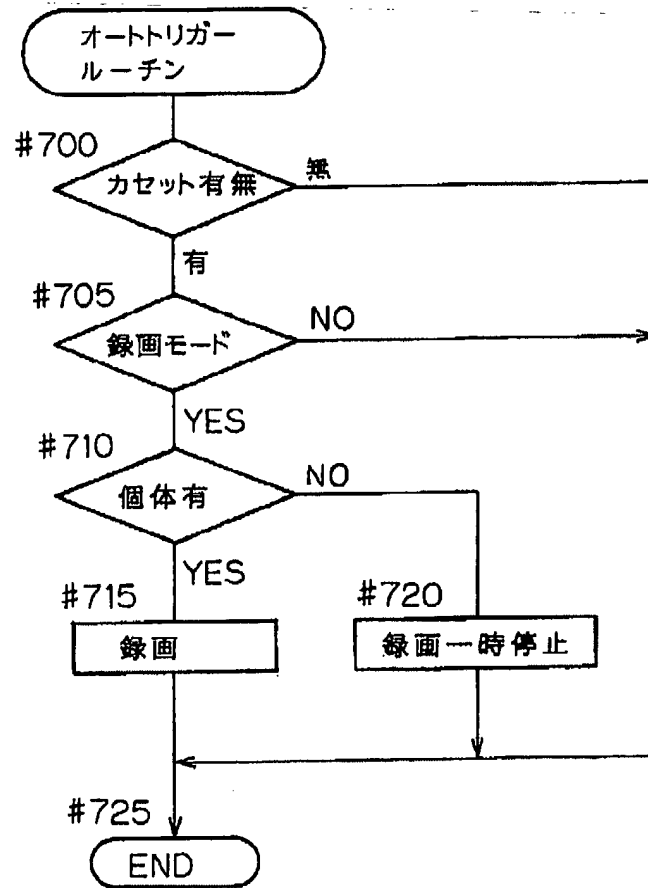 オートトリガー
ルーチン
#700
カセット有無
無
有
#705
録画モード
NO
YES
#710
個体有
NO
YES
#715
録画
#720
録画一時停止
#725
END